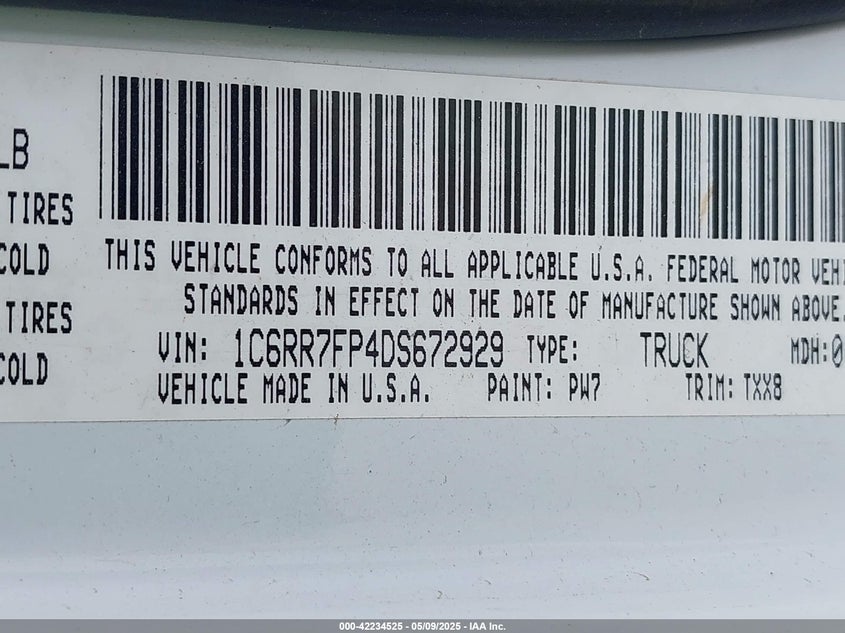 LB
TIRES
COLD
TIRES
COLD
THIS VEHICLE CONFORMS TO ALL APPLICABLE U.S.A. FEDERAL MOTOR VEHI
STANDARDS IN EFFECT ON THE DATE OF MANUFACTURE SHOWN ABOVE.
VIN: 1C6RR7FP4DS672929 TYPE: TRUCK MDH:0
VEHICLE MADE IN U.S.A. PAINT: PW7 TRIM: TXX8
000-42234525 - 05/09/2025 - IAA Inc.